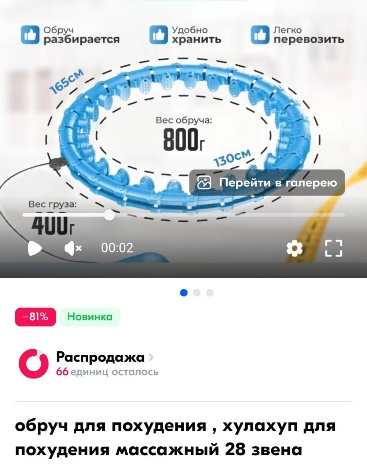 Обруч
разбирается
Удобно
хранить
Легко
перевозить
165см
Вес обруча:
800г
130см
Перейти в галерею
Вес груза:
400г
00:02
–81%
Новинка
Распродажа
66 единиц осталось
обруч для похудения , хулахуп для
похудения массажный 28 звена